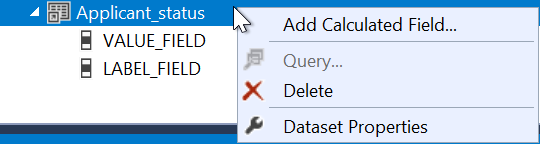 Applicant_status
VALUE_FIELD
LABEL_FIELD
Add Calculated Field...
Query...
Delete
Dataset Properties